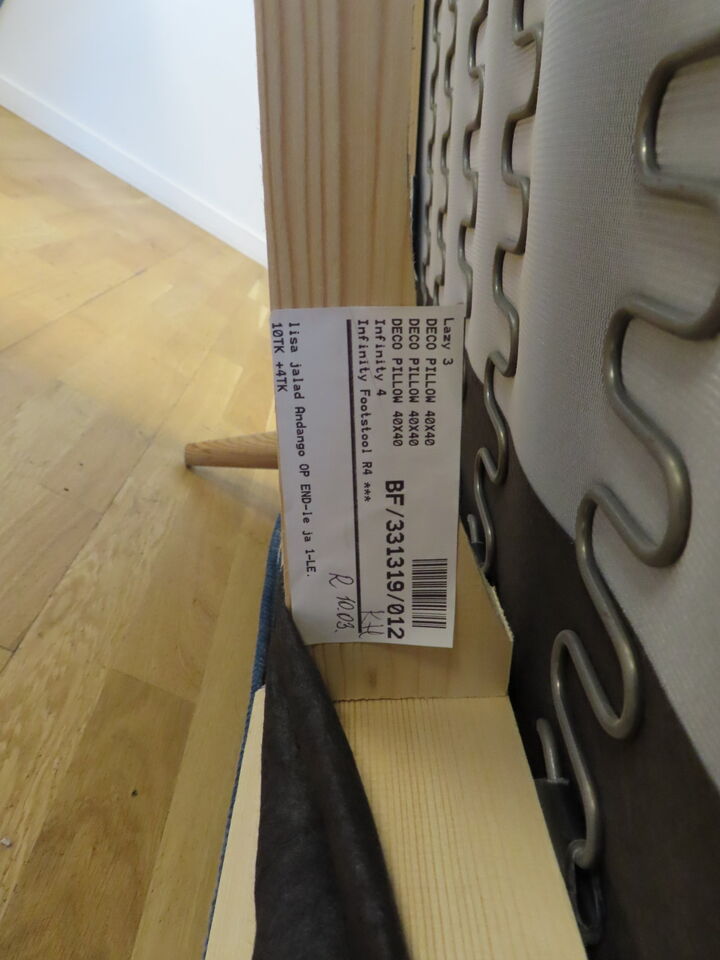 Lazy 3
DECO PILLOW 40X40
DECO PILLOW 40X40
DECO PILLOW 40X40
Infinity 4
Infinity Footstool R4 ***
BF/331319/012
KH
R 10.03.
lisa jalad Andango OP END-le ja 1-LE.
10TK +4TK